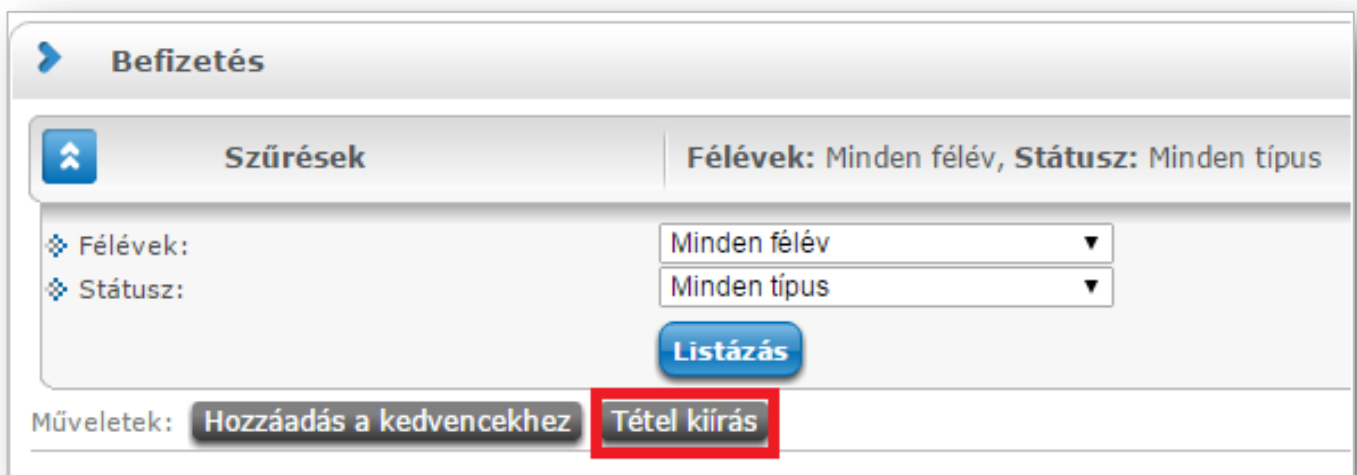 Befizetés
Szűrések Félévek: Minden félév, Státusz: Minden típus
Félévek: Minden félév
Státusz: Minden típus
Listázás
Műveletek: Hozzáadás a kedvencekhez Tétel kiírás